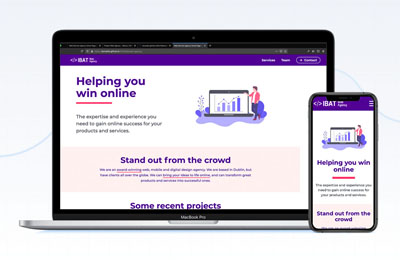 </> IBAT Web Agency
Services Team Contact
Helping you
win online
The expertise and experience you
need to gain online success for your
products and services.
Stand out from the crowd
We are an award-winning web, mobile and digital design agency. We are based in Dublin, but
have clients all over the globe. We can bring your ideas to life online, and can transform great
products and services into successful ones.
Some recent projects
MacBook Pro
</> IBAT Web Agency
Helping you win
online
The expertise and experience you
need to gain online success for your
products and services.
Stand out from the
crowd